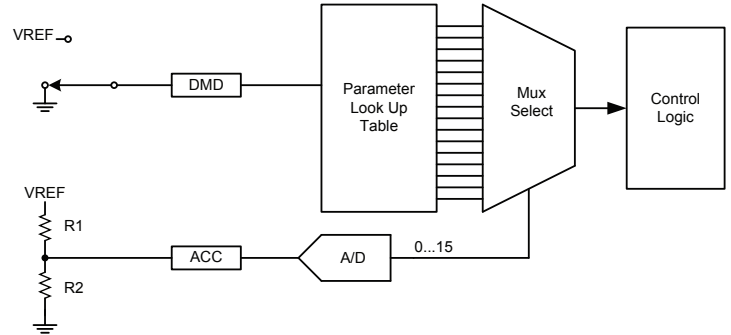 VREF
DMD
Parameter
Look Up
Table
Mux
Select
Control
Logic
VREF
R1
ACC
A/D
0...15
R2